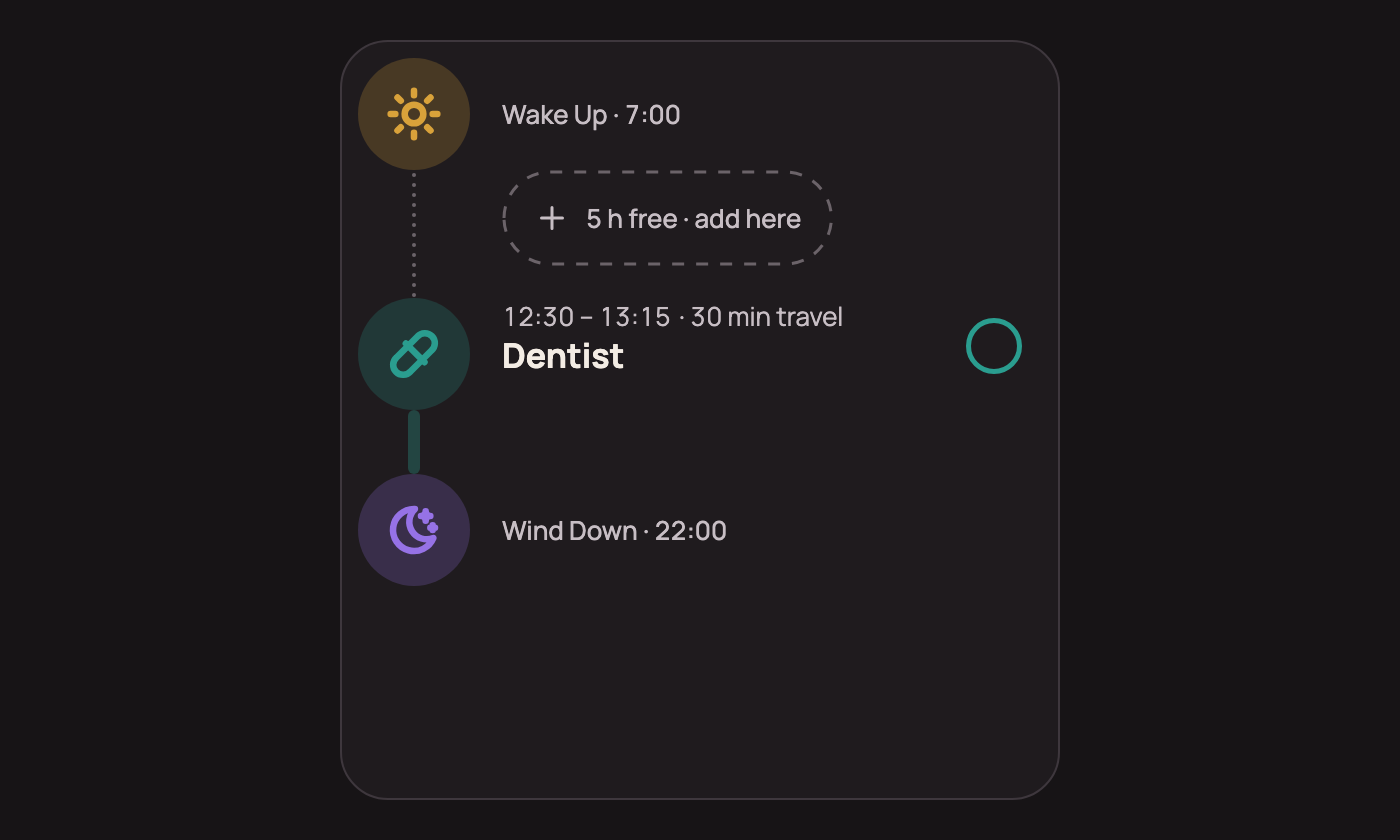 Wake Up · 7:00
5 h free · add here
12:30 – 13:15 · 30 min travel
Dentist
Wind Down · 22:00